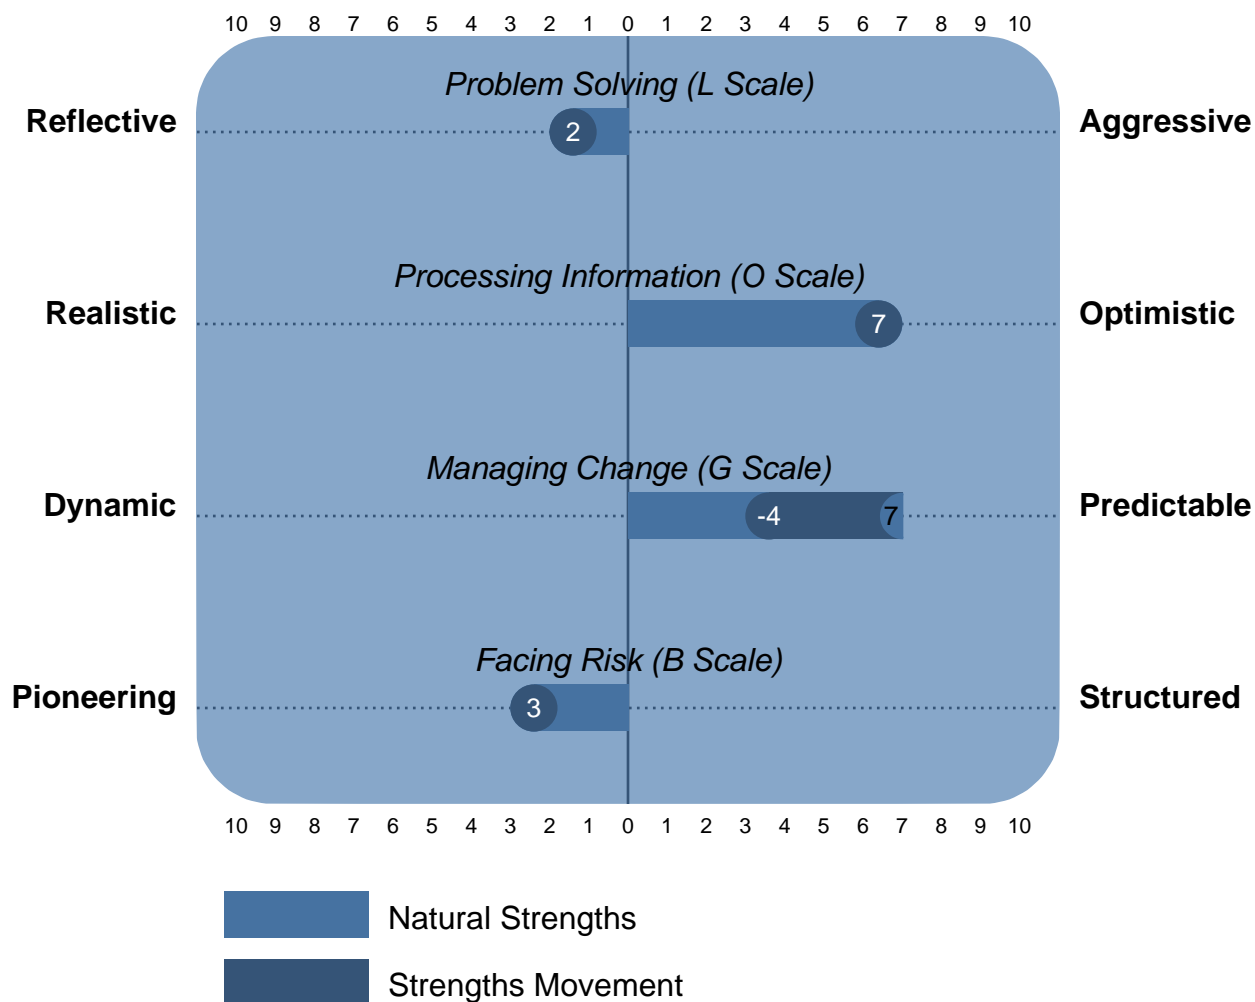 10 9 8 7 6 5 4 3 2 1 0 1 2 3 4 5 6 7 8 9 10
Problem Solving (L Scale)
Reflective 2 Aggressive
Processing Information (O Scale)
Realistic 7 Optimistic
Managing Change (G Scale)
Dynamic -4 7 Predictable
Facing Risk (B Scale)
Pioneering 3 Structured
10 9 8 7 6 5 4 3 2 1 0 1 2 3 4 5 6 7 8 9 10
Natural Strengths
Strengths Movement